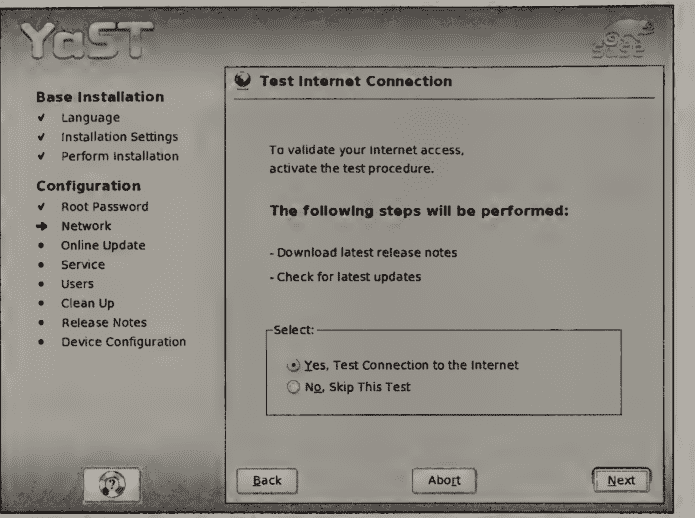 YaST
SUSE
Base Installation
Language
Installation Settings
Perform Installation
Configuration
Root Password
Network
Online Update
Service
Users
Clean Up
Release Notes
Device Configuration
Test Internet Connection
To validate your Internet access,
activate the test procedure.
The following steps will be performed:
- Download latest release notes
- Check for latest updates
Select:
Yes, Test Connection to the Internet
No, Skip This Test
?
Back
Abort
Next